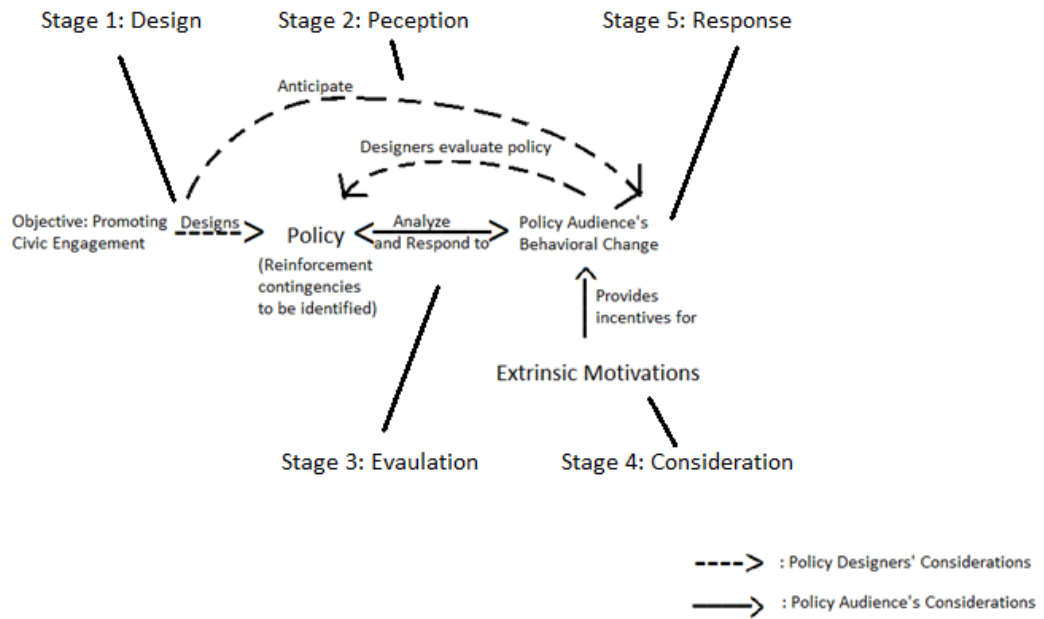 Stage 1: Design
Stage 2: Peception
Stage 5: Response
Anticipate
Designers evaluate policy
Objective: Promoting
Civic Engagement
Designs
Policy
(Reinforcement
contingencies
to be identified)
Analyze
and Respond to
Policy Audience's
Behavioral Change
Provides
incentives for
Extrinsic Motivations
Stage 3: Evaulation
Stage 4: Consideration
: Policy Designers' Considerations
: Policy Audience's Considerations